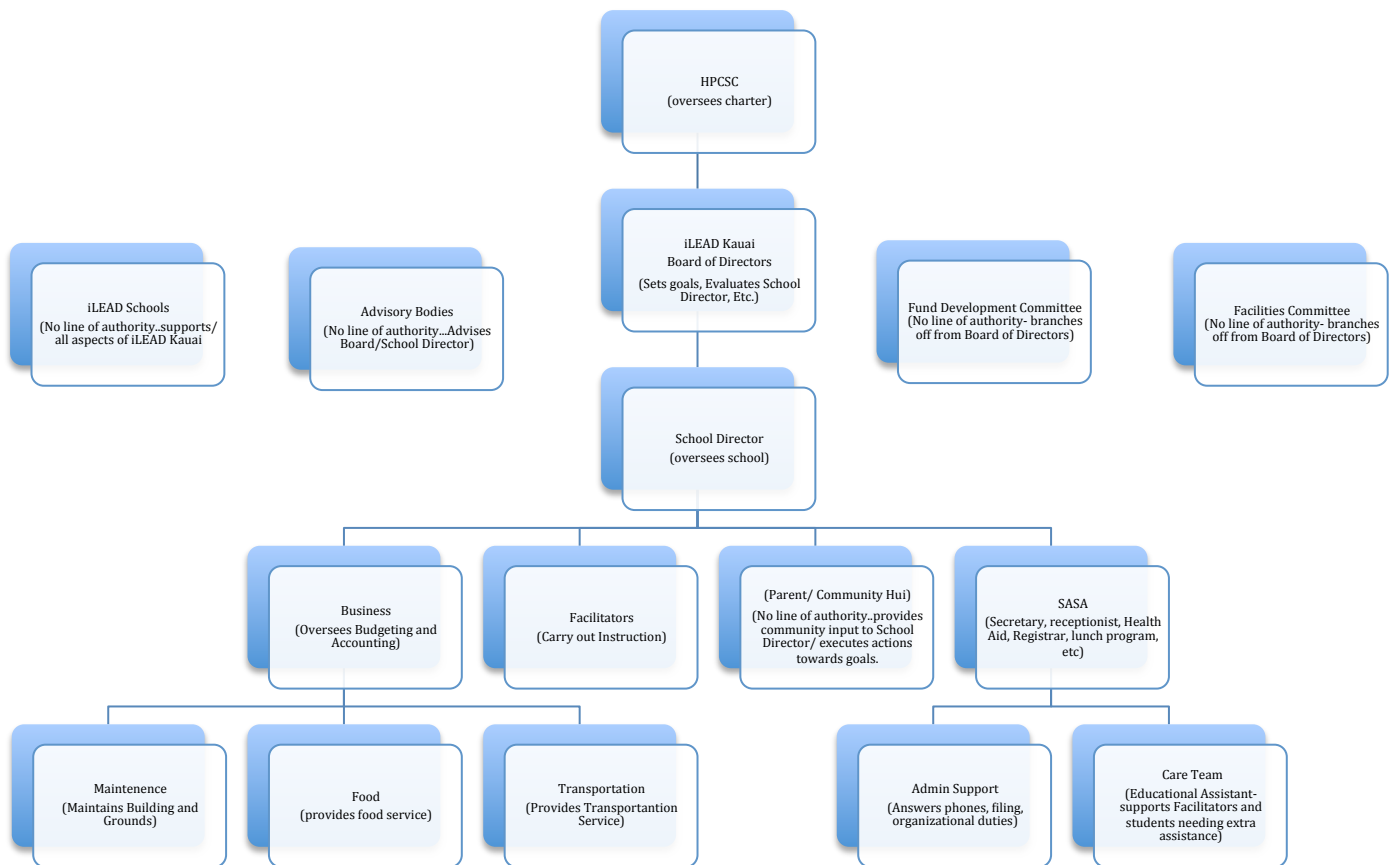 HPCSC
(oversees charter)
iLEAD Kauai
Board of Directors
(Sets goals, Evaluates School
Director, Etc.)
iLEAD Schools
(No line of authority..supports/
all aspects of iLEAD Kauai
Advisory Bodies
(No line of authority...Advises
Board/School Director)
Fund Development Committee
(No line of authority- branches
off from Board of Directors)
Facilities Committee
(No line of authority- branches
off from Board of Directors)
School Director
(oversees school)
Business
(Oversees Budgeting and
Accounting)
Facilitators
(Carry out Instruction)
(Parent/ Community Hui)
(No line of authority..provides
community input to School
Director/ executes actions
towards goals.
SASA
(Secretary, receptionist, Health
Aid, Registrar, lunch program,
etc)
Maintenence
(Maintains Building and
Grounds)
Food
(provides food service)
Transportation
(Provides Transportantion
Service)
Admin Support
(Answers phones, filing,
organizational duties)
Care Team
(Educational Assistant-
supports Facilitators and
students needing extra
assistance)